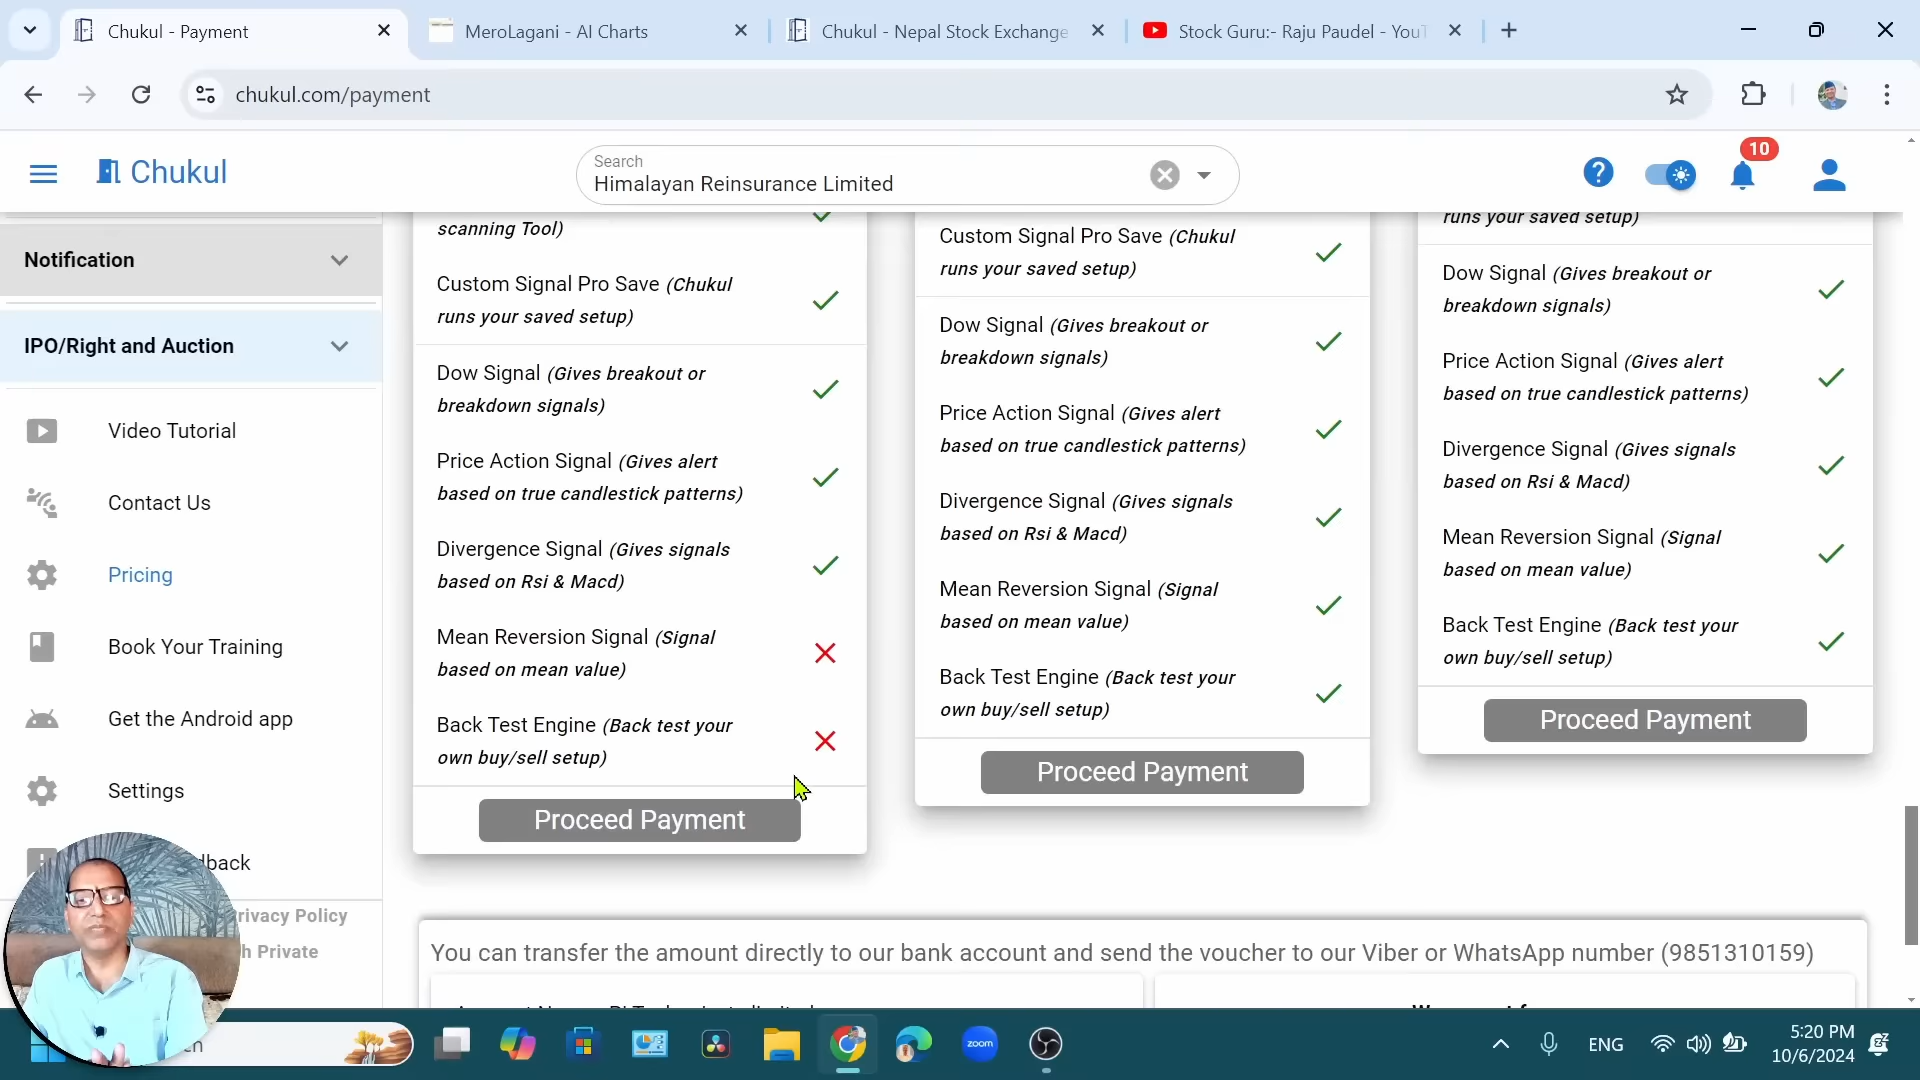 Chukul - Payment
MeroLagani - AI Charts
Chukul - Nepal Stock Exchange
Stock Guru:- Raju Paudel - YouT
chukul.com/payment
Chukul
Search
Himalayan Reinsurance Limited
10
Notification
IPO/Right and Auction
Video Tutorial
Contact Us
Pricing
Book Your Training
Get the Android app
Settings
dback
rivacy Policy
h Private
scanning Tool)
Custom Signal Pro Save (Chukul
runs your saved setup)
Dow Signal (Gives breakout or
breakdown signals)
Price Action Signal (Gives alert
based on true candlestick patterns)
Divergence Signal (Gives signals
based on Rsi & Macd)
Mean Reversion Signal (Signal
based on mean value)
Back Test Engine (Back test your
own buy/sell setup)
Proceed Payment
Custom Signal Pro Save (Chukul
runs your saved setup)
Dow Signal (Gives breakout or
breakdown signals)
Price Action Signal (Gives alert
based on true candlestick patterns)
Divergence Signal (Gives signals
based on Rsi & Macd)
Mean Reversion Signal (Signal
based on mean value)
Back Test Engine (Back test your
own buy/sell setup)
Proceed Payment
runs your saved setup)
Dow Signal (Gives breakout or
breakdown signals)
Price Action Signal (Gives alert
based on true candlestick patterns)
Divergence Signal (Gives signals
based on Rsi & Macd)
Mean Reversion Signal (Signal
based on mean value)
Back Test Engine (Back test your
own buy/sell setup)
Proceed Payment
You can transfer the amount directly to our bank account and send the voucher to our Viber or WhatsApp number (9851310159)
zoom
ENG
5:20 PM
10/6/2024